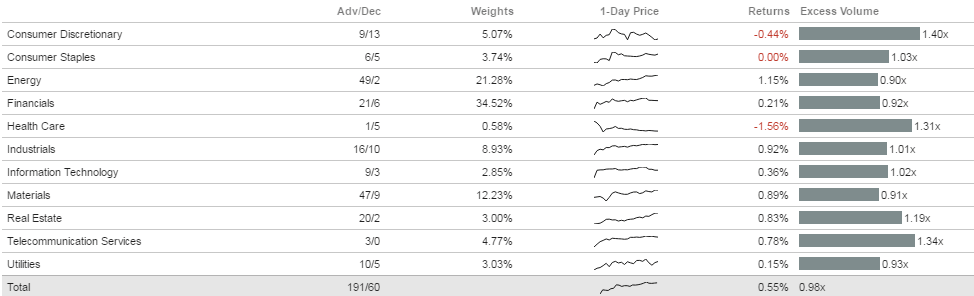 Adv/Dec Weights 1-Day Price Returns Excess Volume
Consumer Discretionary 9/13 5.07% -0.44% 1.40x
Consumer Staples 6/5 3.74% 0.00% 1.03x
Energy 49/2 21.28% 1.15% 0.90x
Financials 21/6 34.52% 0.21% 0.92x
Health Care 1/5 0.58% -1.56% 1.31x
Industrials 16/10 8.93% 0.92% 1.01x
Information Technology 9/3 2.85% 0.36% 1.02x
Materials 47/9 12.23% 0.89% 0.91x
Real Estate 20/2 3.00% 0.83% 1.19x
Telecommunication Services 3/0 4.77% 0.78% 1.34x
Utilities 10/5 3.03% 0.15% 0.93x
Total 191/60 0.55% 0.98x